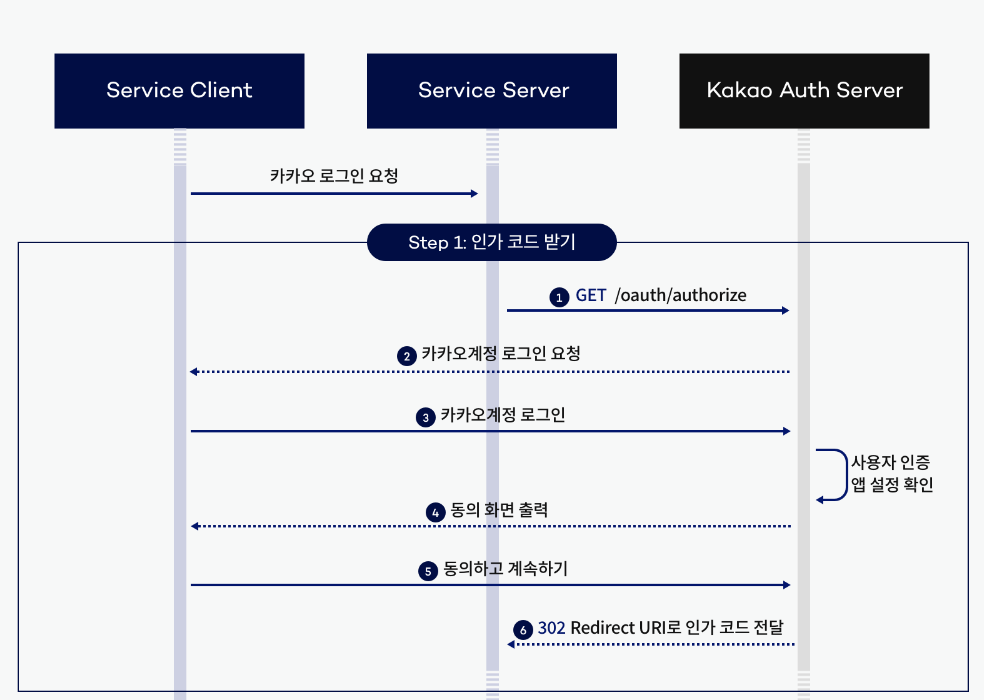 Service Client
Service Server
Kakao Auth Server
카카오 로그인 요청
Step 1: 인가 코드 받기
1 GET /oauth/authorize
2 카카오계정 로그인 요청
3 카카오계정 로그인
사용자 인증
앱 설정 확인
4 동의 화면 출력
5 동의하고 계속하기
6 302 Redirect URI로 인가 코드 전달